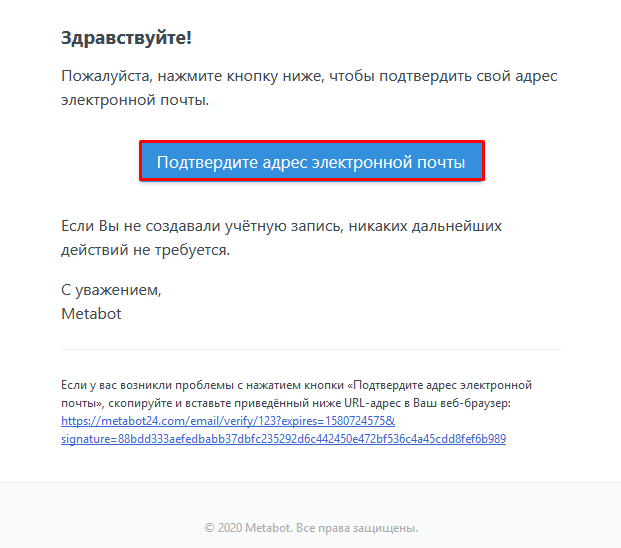 Здравствуйте!
Пожалуйста, нажмите кнопку ниже, чтобы подтвердить свой адрес
электронной почты.
Подтвердите адрес электронной почты
Если Вы не создавали учётную запись, никаких дальнейших
действий не требуется.
С уважением,
Metabot
Если у вас возникли проблемы с нажатием кнопки «Подтвердите адрес электронной
почты», скопируйте и вставьте приведённый ниже URL-адрес в Ваш веб-браузер:
https://metabot24.com/email/verify/123?expires=1580724575&
signature=88bdd333aefedbabb37dbfc235292d6c442450e472bf536c4a45cdd8fef6b989
© 2020 Metabot. Все права защищены.